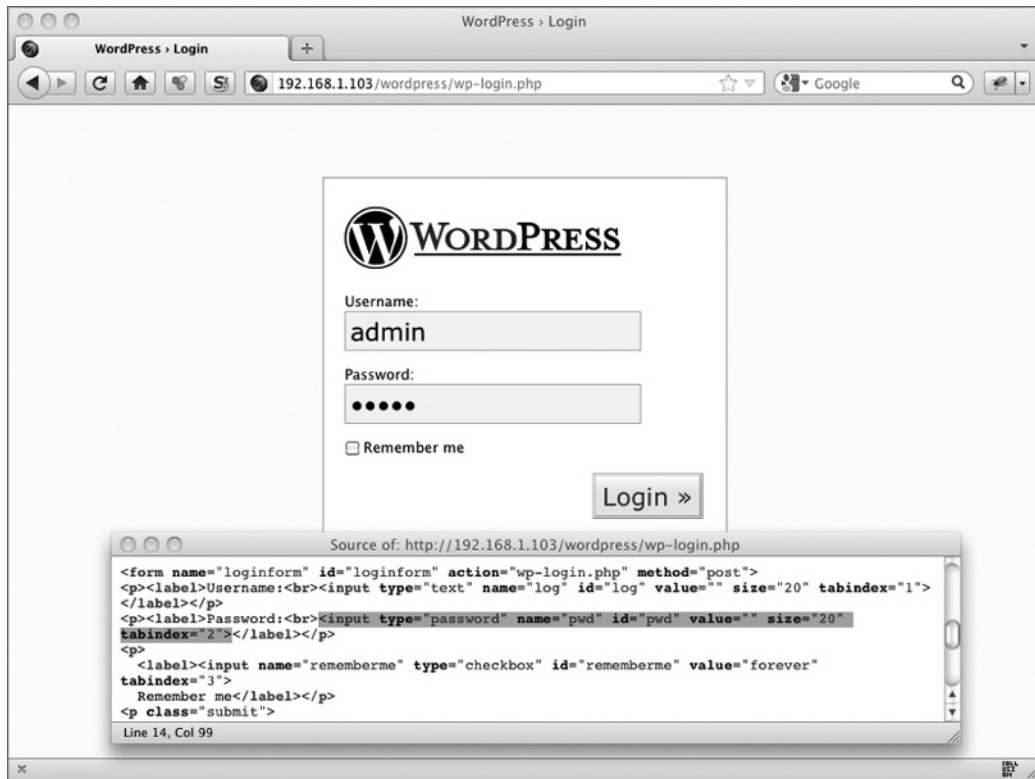 WordPress › Login
WordPress › Login
192.168.1.103/wordpress/wp-login.php
Google
WORDPRESS
Username:
admin
Password:
•••••
Remember me
Login »
Source of: http://192.168.1.103/wordpress/wp-login.php
<form name="loginform" id="loginform" action="wp-login.php" method="post">
<p><label>Username:<br><input type="text" name="log" id="log" value="" size="20" tabindex="1">
</label></p>
<p><label>Password:<br><input type="password" name="pwd" id="pwd" value="" size="20"
tabindex="2"></label></p>
<p>
<label><input name="rememberme" type="checkbox" id="rememberme" value="forever"
tabindex="3">
Remember me</label></p>
<p class="submit">
Line 14, Col 99